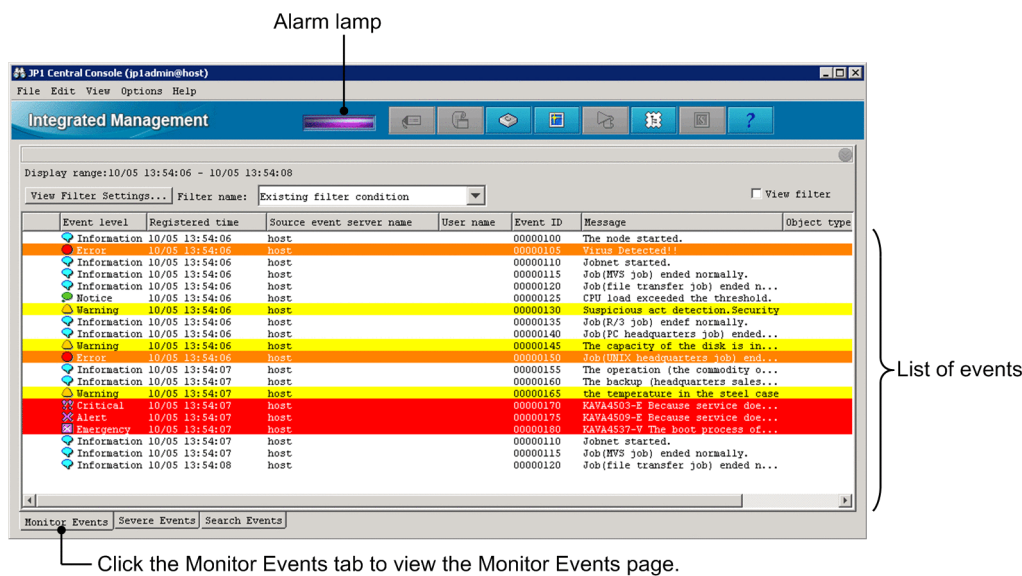 Alarm lamp
JP1 Central Console (jp1admin@host)
File Edit View Options Help
Integrated Management
?
Display range:10/05 13:54:06 - 10/05 13:54:08
View Filter Settings... Filter name: Existing filter condition View filter
Event level Registered time Source event server name User name Event ID Message Object type
Information 10/05 13:54:06 host 00000100 The node started.
Error 10/05 13:54:06 host 00000105 Virus Detected!!
Information 10/05 13:54:06 host 00000110 Jobnet started.
Information 10/05 13:54:06 host 00000115 Job(MVS job) ended normally.
Information 10/05 13:54:06 host 00000120 Job(file transfer job) ended n...
Notice 10/05 13:54:06 host 00000125 CPU load exceeded the threshold.
Warning 10/05 13:54:06 host 00000130 Suspicious act detection.Security
Information 10/05 13:54:06 host 00000135 Job(R/3 job) endef normally.
Information 10/05 13:54:06 host 00000140 Job(PC headquarters job) ended...
Warning 10/05 13:54:06 host 00000145 The capacity of the disk is in...
Error 10/05 13:54:06 host 00000150 Job(UNIX headquarters job) end...
Information 10/05 13:54:07 host 00000155 The operation (the commodity o...
Information 10/05 13:54:07 host 00000160 The backup (headquarters sales...
Warning 10/05 13:54:07 host 00000165 the temperature in the steel case
Critical 10/05 13:54:07 host 00000170 KAVA4503-E Because service doe...
Alert 10/05 13:54:07 host 00000175 KAVA4509-E Because service doe...
Emergency 10/05 13:54:07 host 00000180 KAVA4537-V The boot process of...
Information 10/05 13:54:07 host 00000110 Jobnet started.
Information 10/05 13:54:07 host 00000115 Job(MVS job) ended normally.
Information 10/05 13:54:08 host 00000120 Job(file transfer job) ended n...
List of events
Monitor Events Severe Events Search Events
Click the Monitor Events tab to view the Monitor Events page.